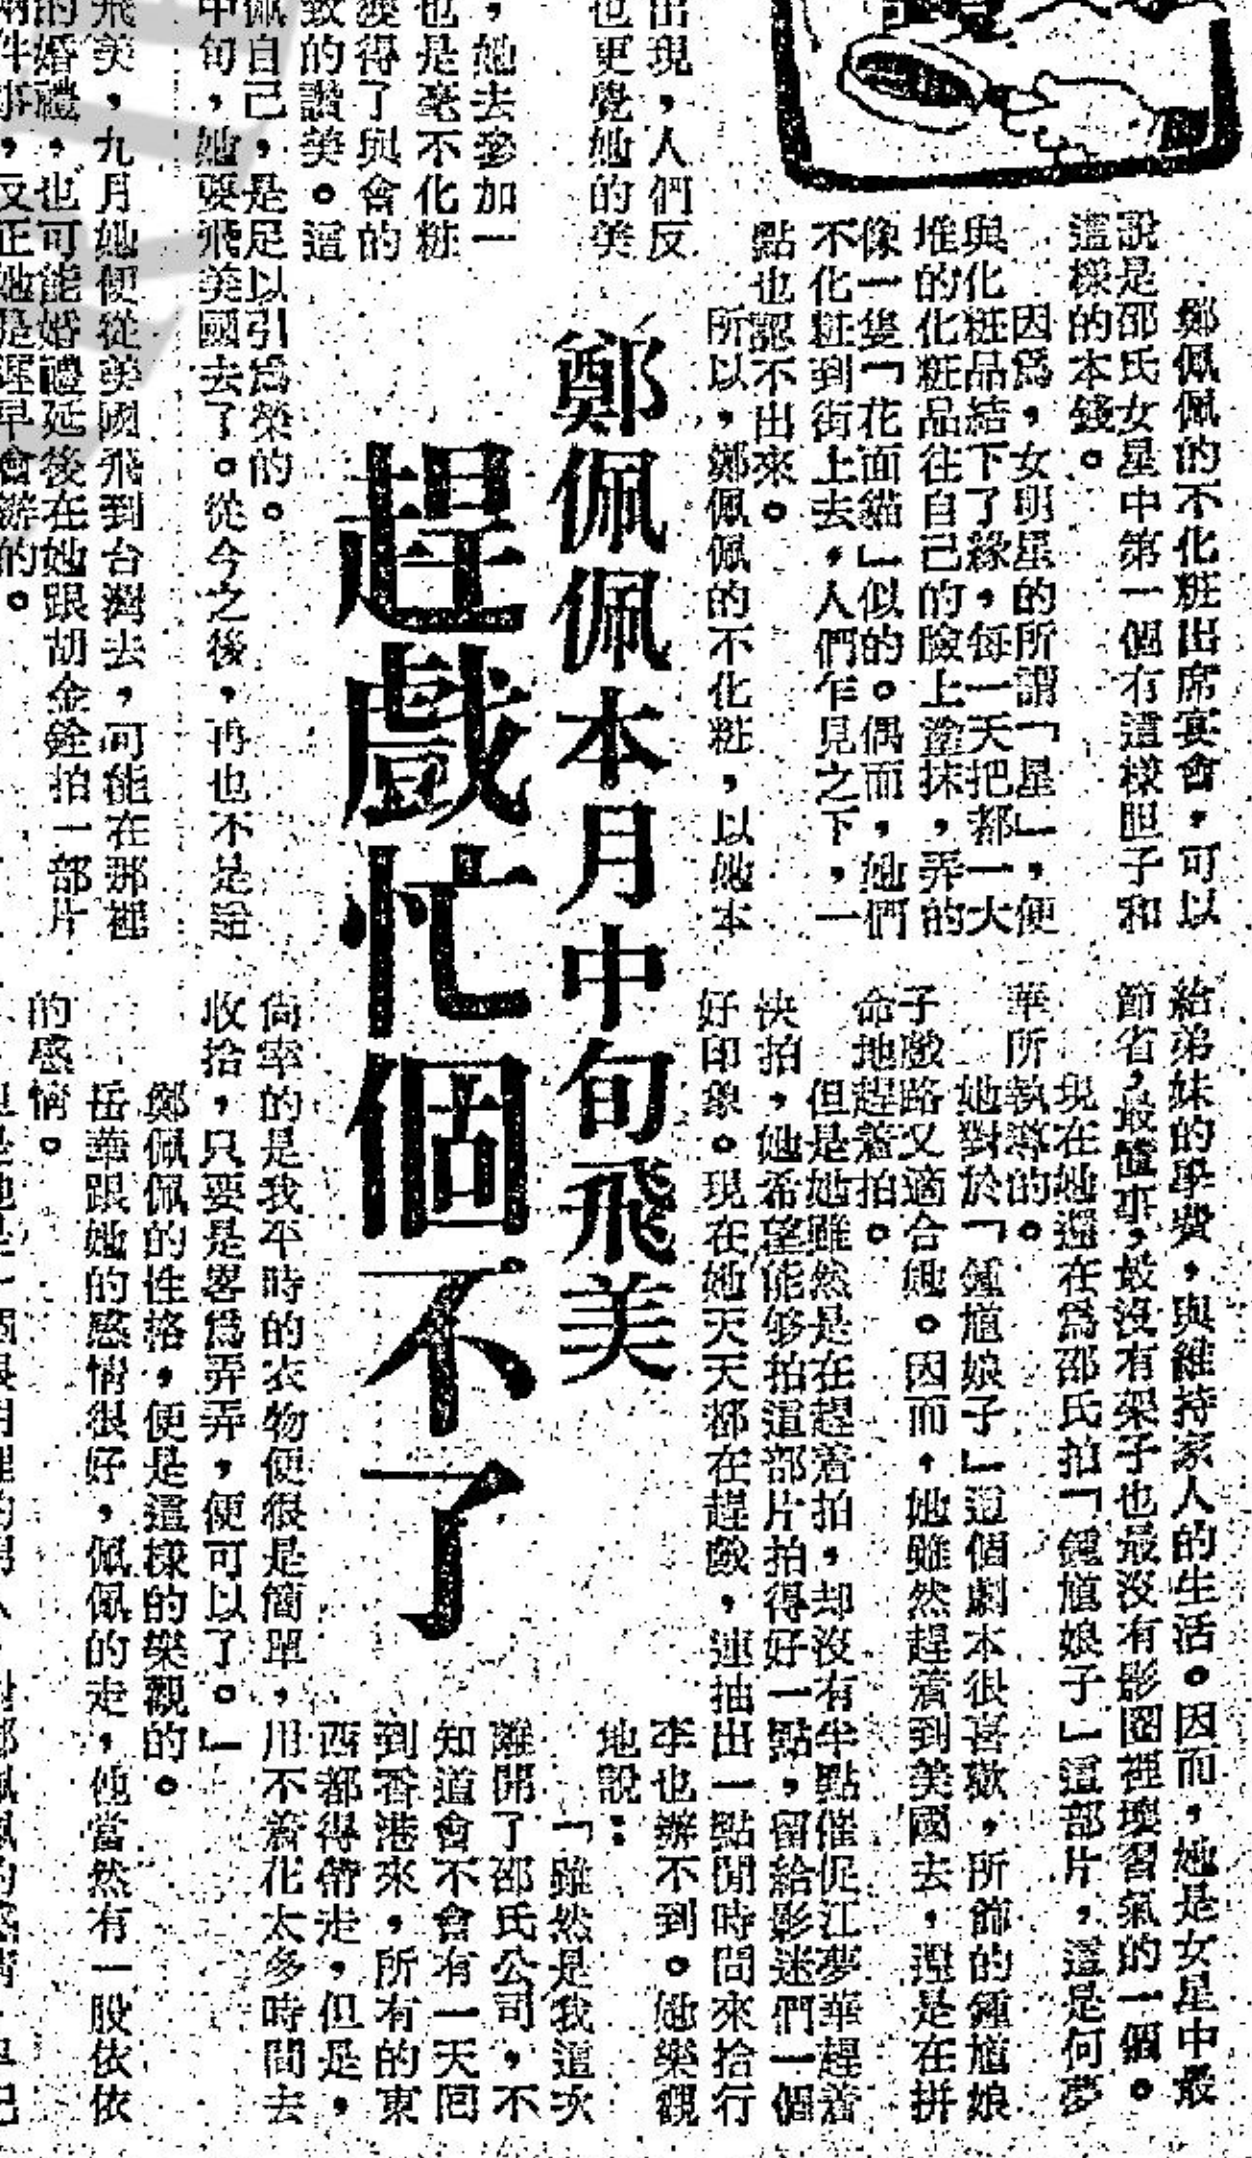 鄭佩佩本月中旬飛美
趕戲忙個不了
鄭佩佩的不化粧出席宴會，可以
說是邵氏女星中第一個有這樣胆子和
這樣的本錢。
因爲，女明星的所謂「星」，便
與化粧品結下了緣，每一天把都一大
堆的化粧品往自己的臉上塗抹，弄的
像一隻「花面貓」似的。偶而，她們
不化粧到街上去，人們乍見之下，一
點也認不出來。
所以，鄭佩佩的不化粧，以她本
出現，人們反
也更覺她的美
，她去參加一
也是毫不化粧
得了與會的
致的讚美。這
佩自己，是足以引爲榮的。
中旬，她要飛美國去了。從今之後，再也不是
飛美，九月她便從美國飛到台灣去，可能在那裡
的婚禮，也可能婚禮延後在她跟胡金銓拍一部片
兩件事，反正她是遲早會辦的。
給弟妹的學費，與維持家人的生活。因而，她是女星中最
節省，最懂事，最沒有架子也最沒有影圈裡壞習氣的一個。
現在她還在爲邵氏拍「鍾馗娘子」這部片，這是何夢
華所執導的。
她對於「鍾馗娘子」這個劇本很喜歡，所飾的鍾馗娘
子戲路又適合她。因而，她雖然趕着到美國去，還是在拼
命地趕着拍。
但是她雖然是在趕着拍，却沒有半點催促江夢華趕着
快拍，她希望能够拍這部片拍得好一點，留給影迷們一個
好印象。現在她天天都在趕戲，連抽出一點閒時間來拾行
李也辦不到。她樂觀
地說：
「雖然是我這次
離開了邵氏公司，不
知道會不會有一天回
到香港來，所有的東
西都得帶走，但是，
用不着花太多時間去
收拾，只要是畧爲弄弄，便可以了。」
尙幸的是我平時的衣物便很是簡單，
鄭佩佩的性格，便是這樣的樂觀的。
岳華跟她的感情很好，佩佩的走，他當然有一股依依
的感情。